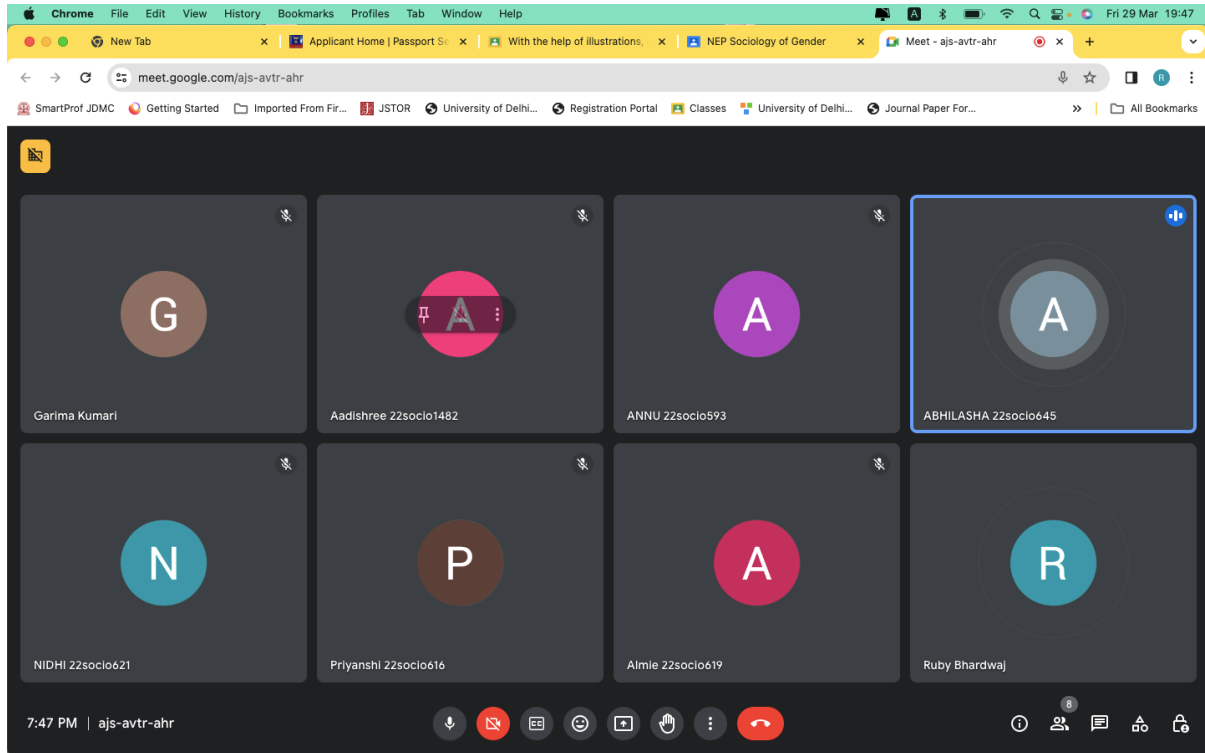 Chrome File Edit View History Bookmarks Profiles Tab Window Help A Fri 29 Mar 19:47
New Tab Applicant Home | Passport Se With the help of illustrations, NEP Sociology of Gender Meet - ajs-avtr-ahr
meet.google.com/ajs-avtr-ahr R
SmartProf JDMC Getting Started Imported From Fir... JSTOR University of Delhi... Registration Portal Classes University of Delhi... Journal Paper For... » All Bookmarks
G A A A
Garima Kumari Aadishree 22socio1482 ANNU 22socio593 ABHILASHA 22socio645
N P A R
NIDHI 22socio621 Priyanshi 22socio616 Almie 22socio619 Ruby Bhardwaj
7:47 PM | ajs-avtr-ahr CC 8